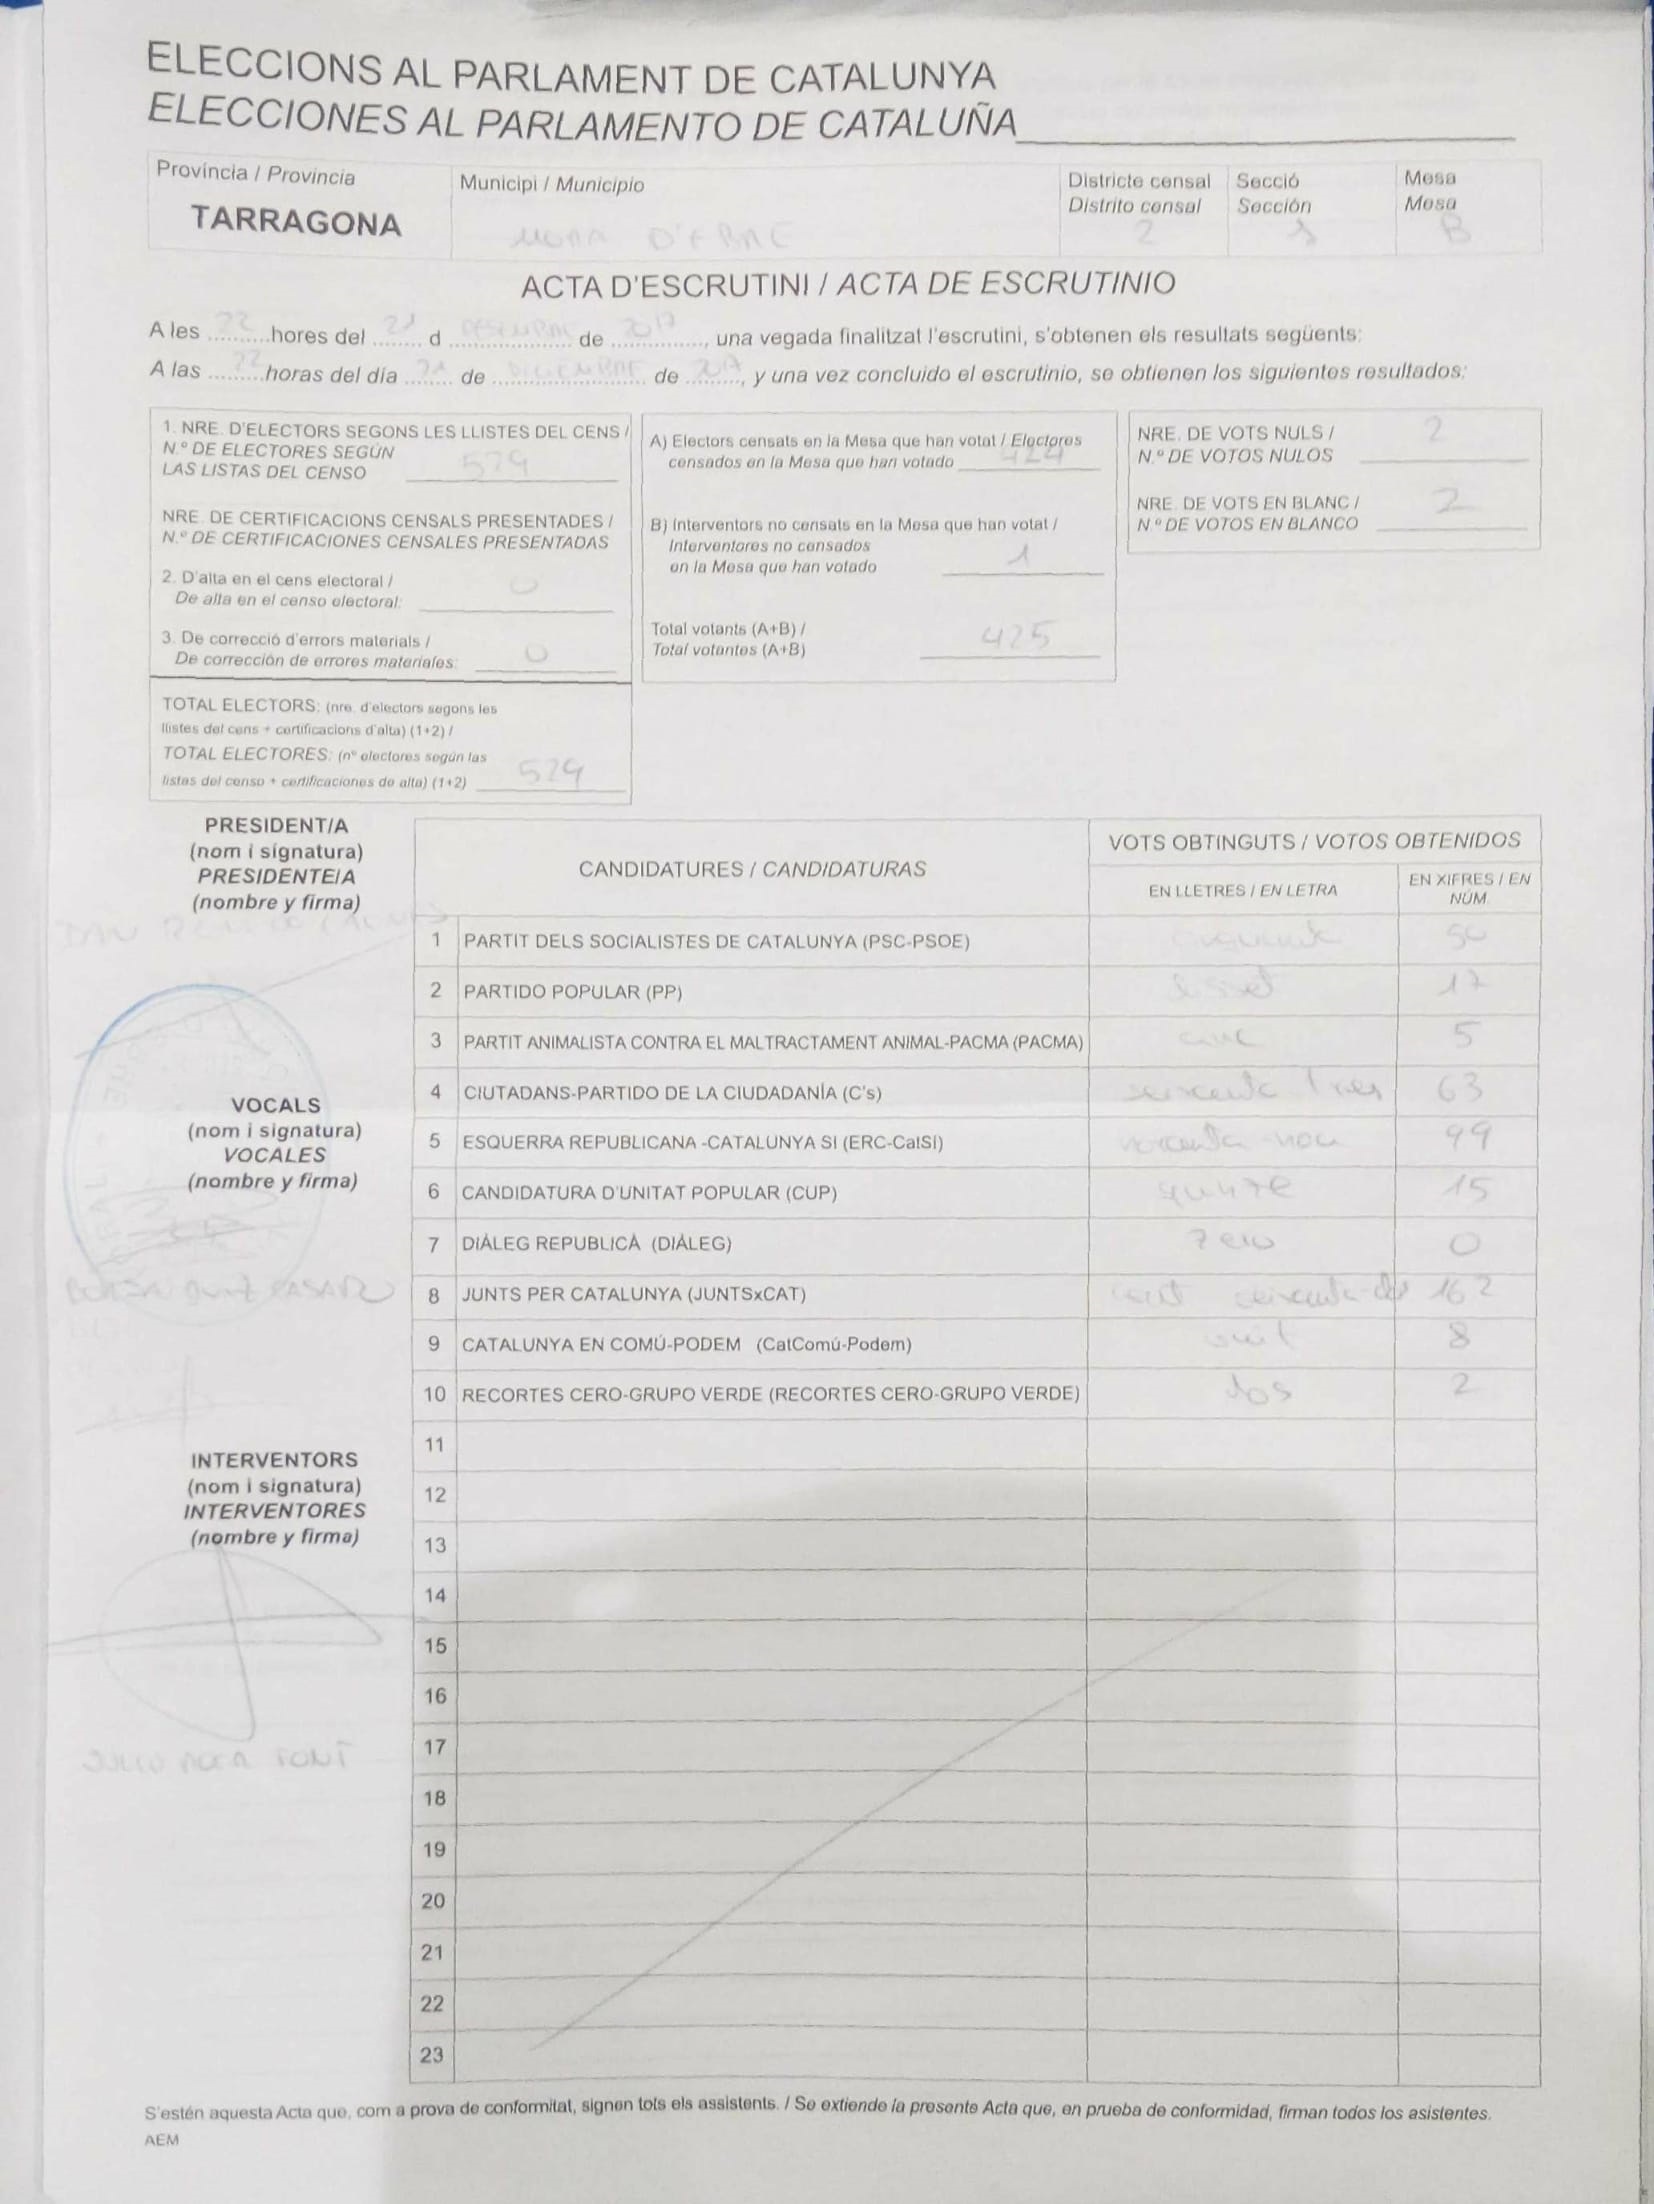 ELECCIONS AL PARLAMENT DE CATALUNYA
ELECCIONES AL PARLAMENTO DE CATALUÑA
Província / Provincia
TARRAGONA
Municipi / Municipio
MORA D'EBRE
Districte censal
Distrito censal
2
Secció
Sección
1
Mesa
Mesa
B
ACTA D'ESCRUTINI / ACTA DE ESCRUTINIO
A les 22 hores del 21 d DESEMBRE de 2017, una vegada finalitzat l'escrutini, s'obtenen els resultats següents:
A las 22 horas del día 21 de DICIEMBRE de 2017, y una vez concluido el escrutinio, se obtienen los siguientes resultados:
1. NRE. D'ELECTORS SEGONS LES LLISTES DEL CENS /
N.º DE ELECTORES SEGÚN
LAS LISTAS DEL CENSO 529
NRE. DE CERTIFICACIONS CENSALS PRESENTADES /
N.º DE CERTIFICACIONES CENSALES PRESENTADAS
2. D'alta en el cens electoral /
De alta en el censo electoral: 0
3. De correcció d'errors materials /
De corrección de errores materiales: 0
TOTAL ELECTORS: (nre. d'electors segons les
llistes del cens + certificacions d'alta) (1+2) /
TOTAL ELECTORES: (nº electores según las
listas del censo + certificaciones de alta) (1+2) 529
A) Electors censats en la Mesa que han votat / Electores
censados en la Mesa que han votado 424
B) Interventors no censats en la Mesa que han votat /
Interventores no censados
en la Mesa que han votado 1
Total votants (A+B) /
Total votantes (A+B) 425
NRE. DE VOTS NULS /
N.º DE VOTOS NULOS 2
NRE. DE VOTS EN BLANC /
N.º DE VOTOS EN BLANCO 2
PRESIDENT/A
(nom i signatura)
PRESIDENTE/A
(nombre y firma)
VOCALS
(nom i signatura)
VOCALES
(nombre y firma)
INTERVENTORS
(nom i signatura)
INTERVENTORES
(nombre y firma)
FONT
CANDIDATURES / CANDIDATURAS
VOTS OBTINGUTS / VOTOS OBTENIDOS
EN LLETRES / EN LETRA
EN XIFRES / EN NÚM.
1 PARTIT DELS SOCIALISTES DE CATALUNYA (PSC-PSOE) cinquanta 50
2 PARTIDO POPULAR (PP) disset 17
3 PARTIT ANIMALISTA CONTRA EL MALTRACTAMENT ANIMAL-PACMA (PACMA) cinc 5
4 CIUTADANS-PARTIDO DE LA CIUDADANÍA (C's) seixanta tres 63
5 ESQUERRA REPUBLICANA -CATALUNYA SI (ERC-CatSí) noranta-nou 99
6 CANDIDATURA D'UNITAT POPULAR (CUP) quinze 15
7 DIÀLEG REPUBLICÀ (DIÀLEG) zero 0
8 JUNTS PER CATALUNYA (JUNTSxCAT) cent seixanta-dos 162
9 CATALUNYA EN COMÚ-PODEM (CatComú-Podem) vuit 8
10 RECORTES CERO-GRUPO VERDE (RECORTES CERO-GRUPO VERDE) dos 2
11
12
13
14
15
16
17
18
19
20
21
22
23
S'estén aquesta Acta que, com a prova de conformitat, signen tots els assistents. / Se extiende la presente Acta que, en prueba de conformidad, firman todos los asistentes.
AEM